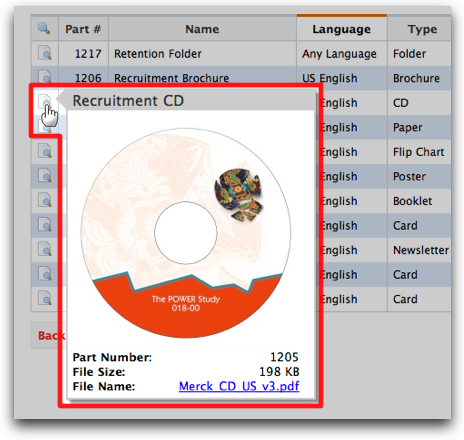 Part # Name Language Type
1217 Retention Folder Any Language Folder
1206 Recruitment Brochure US English Brochure
Recruitment CD
English CD
English Paper
English Flip Chart
English Poster
English Booklet
English Card
English Newsletter
English Card
English Card
The POWER Study
018-00
Back
Part Number: 1205
File Size: 198 KB
File Name: Merck_CD_US_v3.pdf